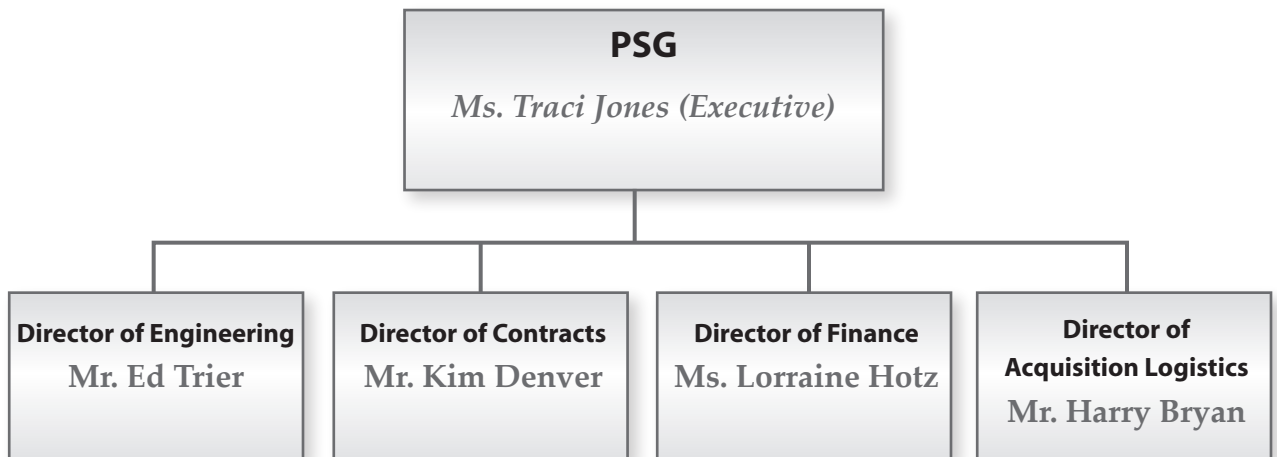 PSG
Ms. Traci Jones (Executive)
Director of Engineering
Mr. Ed Trier
Director of Contracts
Mr. Kim Denver
Director of Finance
Ms. Lorraine Hotz
Director of
Acquisition Logistics
Mr. Harry Bryan